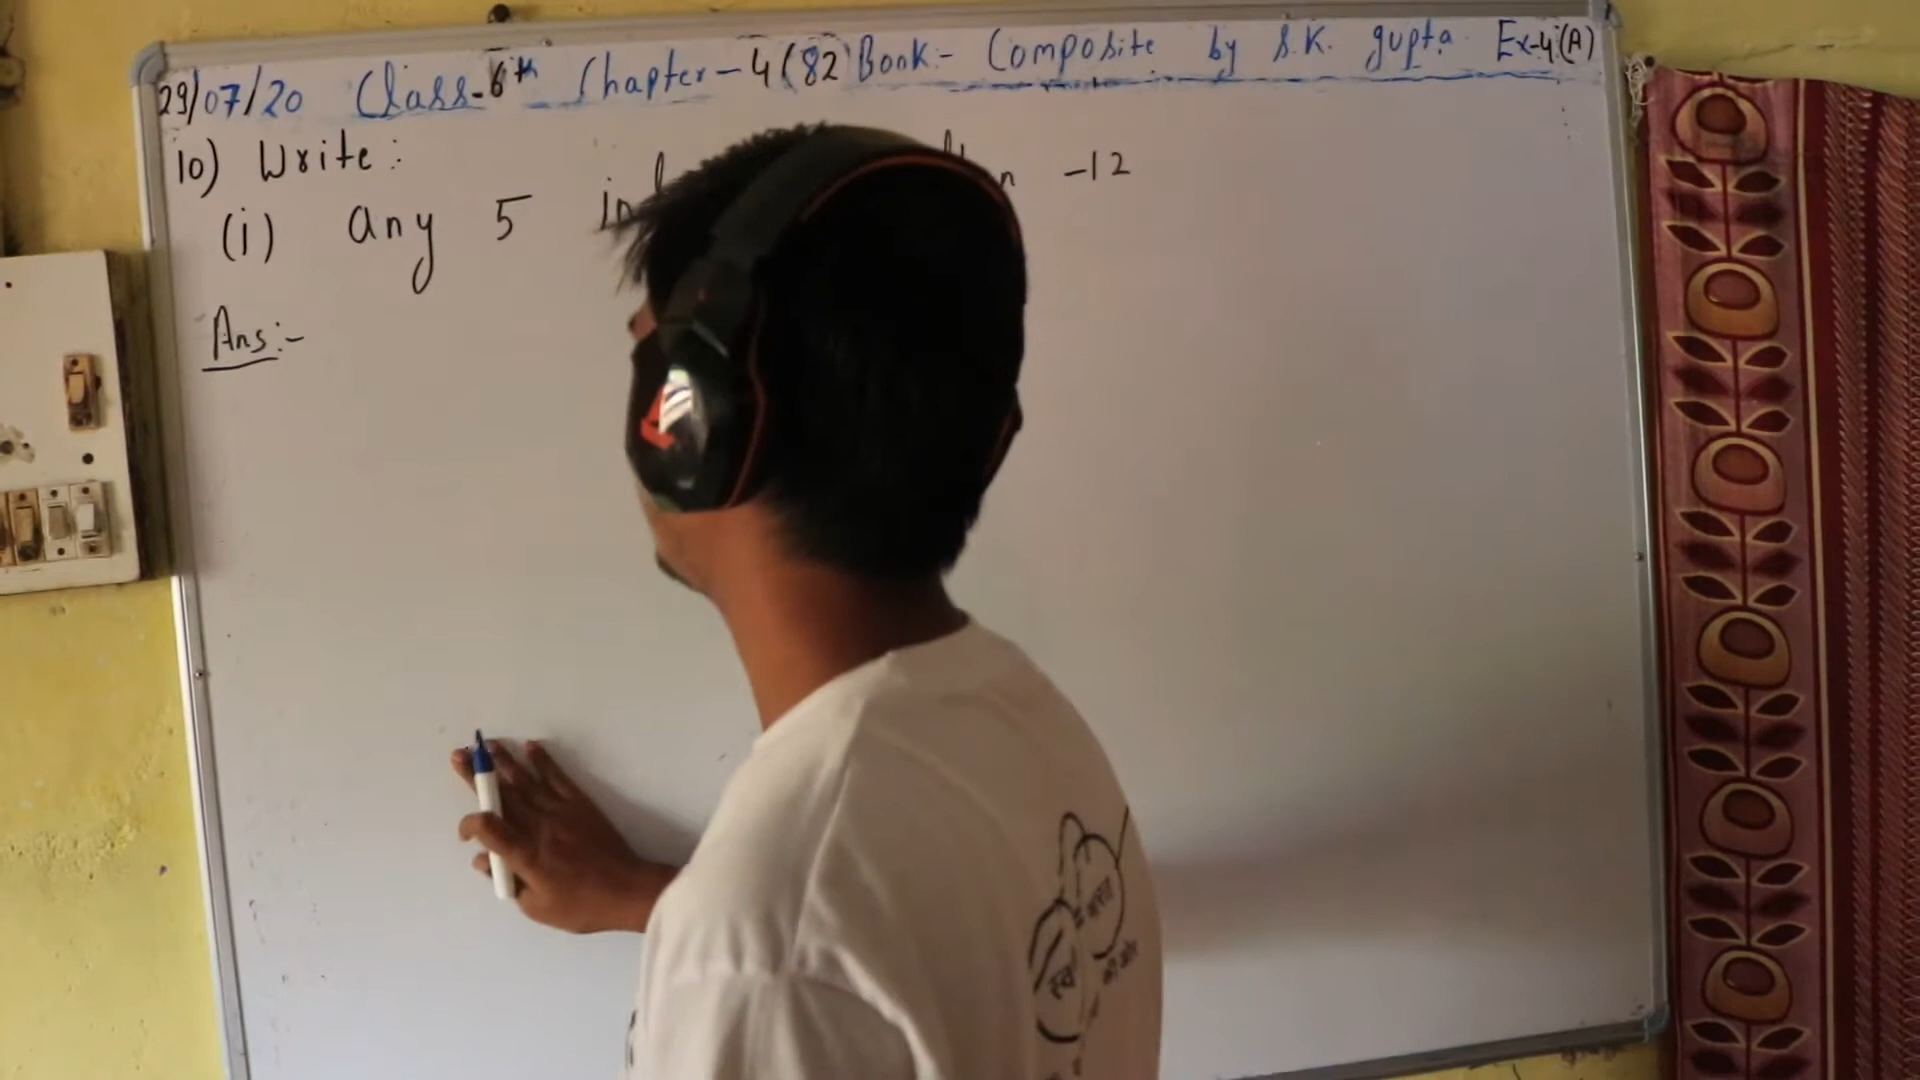 29/07/20 Class-6th Chapter-4(82) Book:- Composite by S.K. gupta Ex-4(A)
10) Write:
(i) any 5 -12
Ans:-